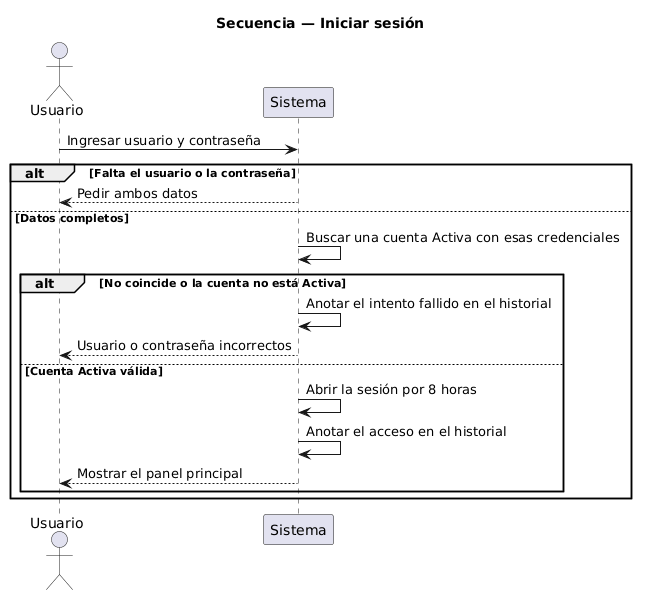 Secuencia — Iniciar sesión
Usuario
Sistema
Ingresar usuario y contraseña
alt [Falta el usuario o la contraseña]
Pedir ambos datos
[Datos completos]
Buscar una cuenta Activa con esas credenciales
alt [No coincide o la cuenta no está Activa]
Anotar el intento fallido en el historial
Usuario o contraseña incorrectos
[Cuenta Activa válida]
Abrir la sesión por 8 horas
Anotar el acceso en el historial
Mostrar el panel principal
Usuario
Sistema